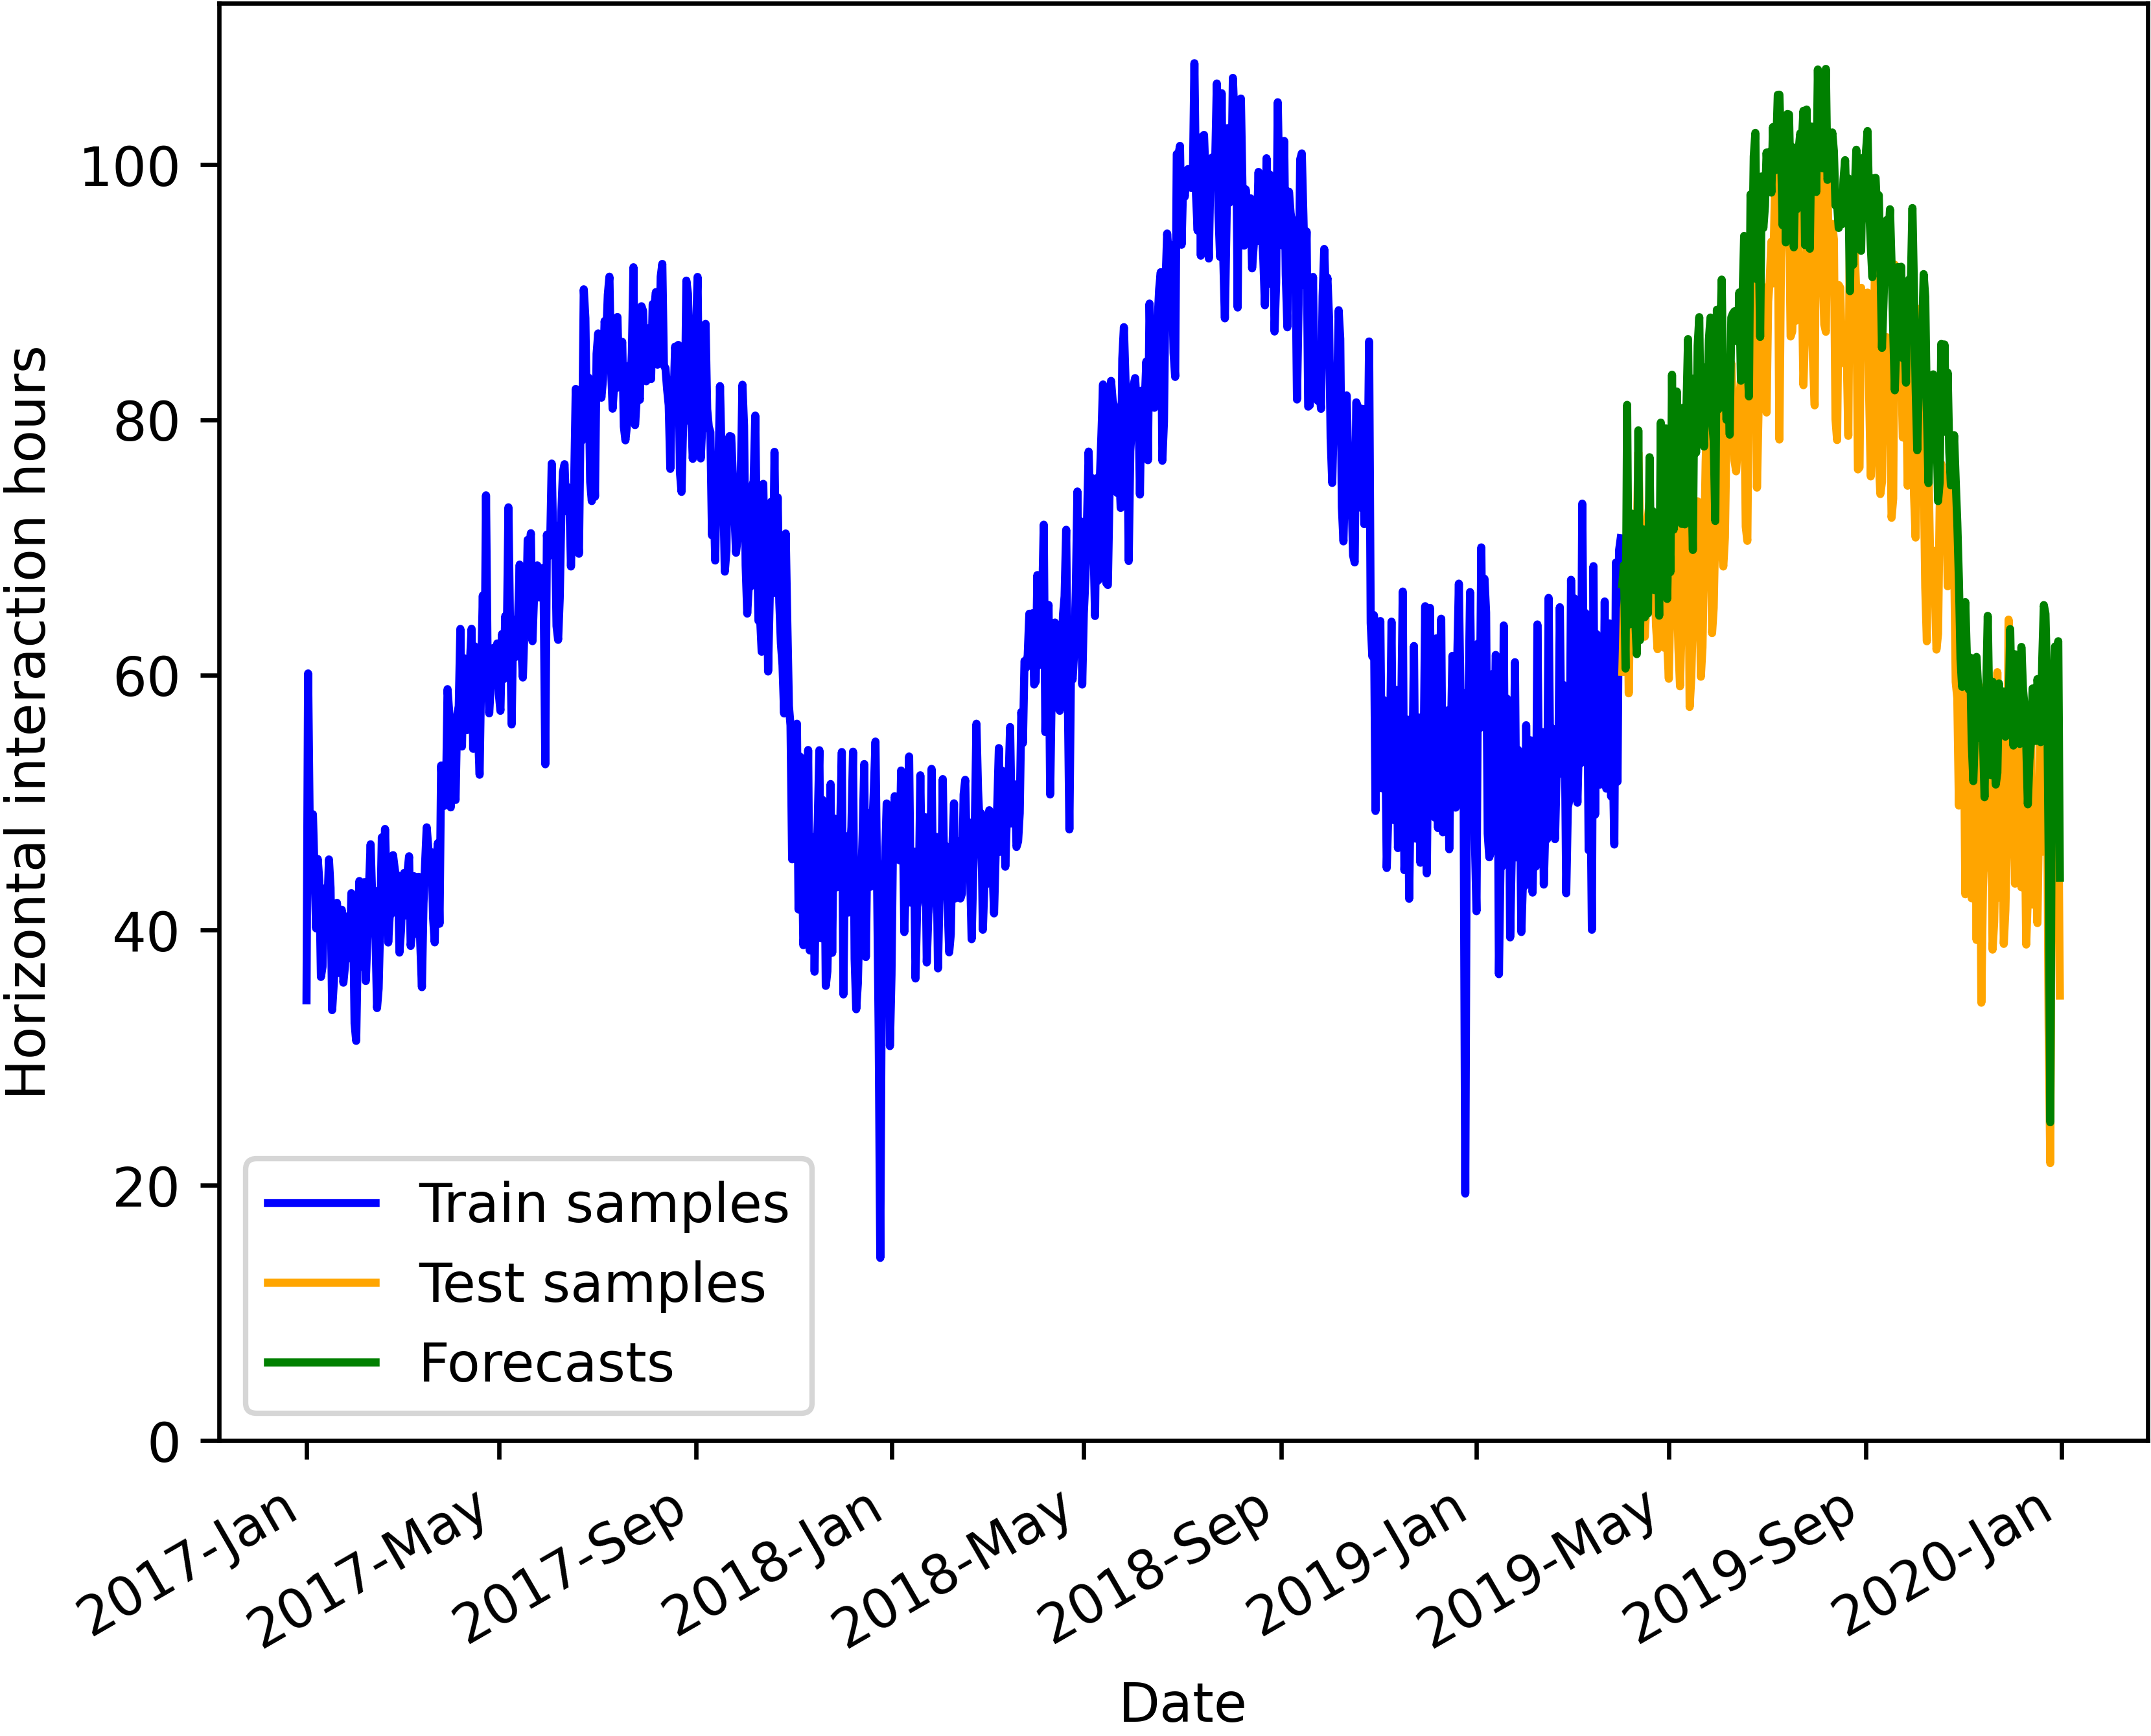 Horizontal interaction hours
100
80
60
40
20
0
Train samples
Test samples
Forecasts
2017-Jan
2017-May
2017-Sep
2018-Jan
2018-May
2018-Sep
2019-Jan
2019-May
2019-Sep
2020-Jan
Date